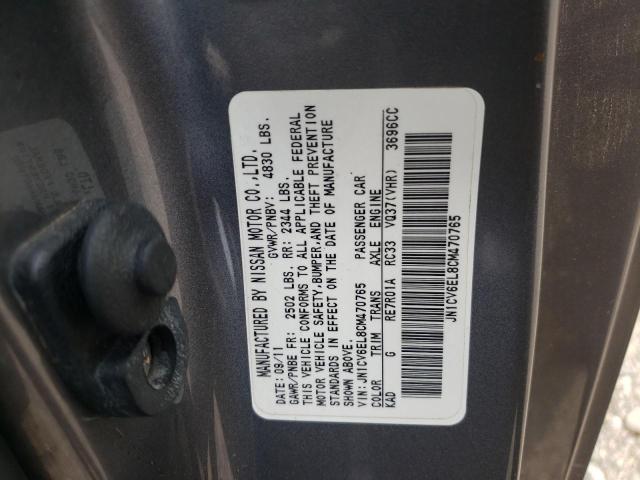 MANUFACTURED BY NISSAN MOTOR CO.,LTD.
DATE: 09/11 GVWR/PNBV: 4830 LBS.
GAWR/PNBE FR: 2502 LBS. RR: 2344 LBS.
THIS VEHICLE CONFORMS TO ALL APPLICABLE FEDERAL
MOTOR VEHICLE SAFETY,BUMPER,AND THEFT PREVENTION
STANDARDS IN EFFECT ON THE DATE OF MANUFACTURE
SHOWN ABOVE.
VIN: JN1CV6EL8CM470765 PASSENGER CAR
COLOR TRIM TRANS AXLE ENGINE
KAD G RE7R01A RC33 VQ37(VHR) 3696CC
JN1CV6EL8CM470765